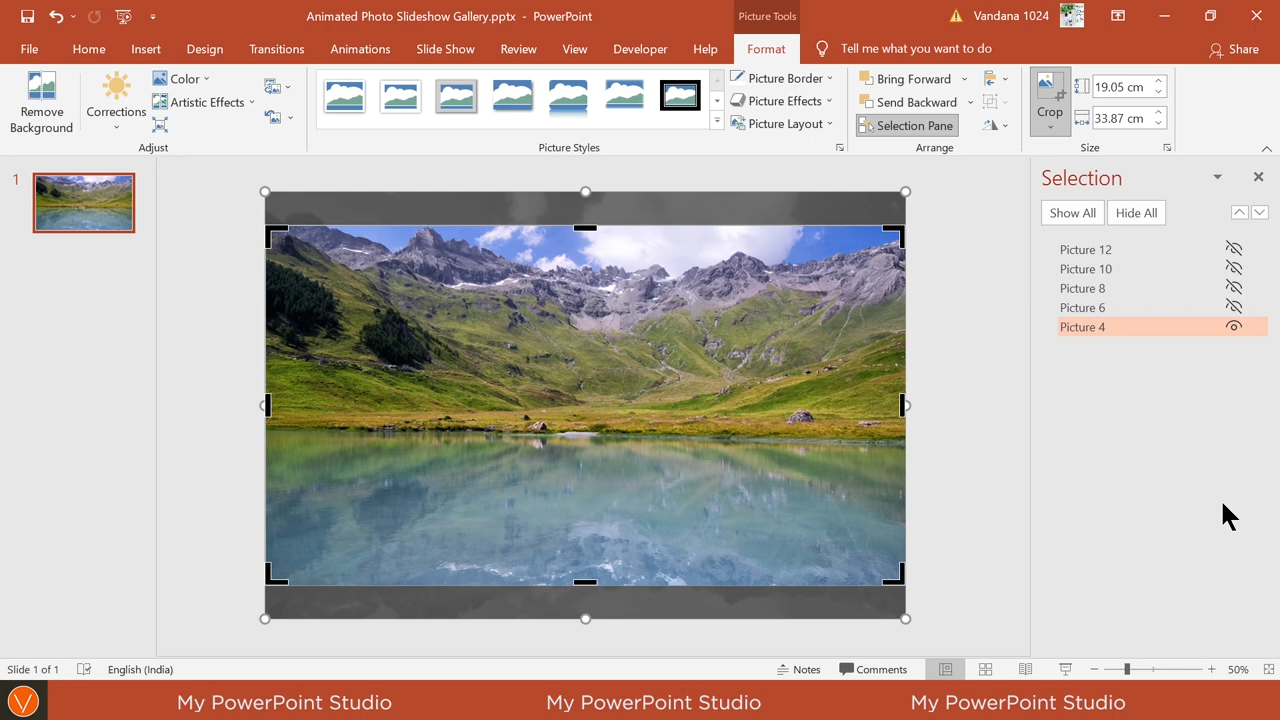 Animated Photo Slideshow Gallery.pptx - PowerPoint
Picture Tools
Vandana 1024
File Home Insert Design Transitions Animations Slide Show Review View Developer Help Format Tell me what you want to do Share
Remove Background
Corrections
Color
Artistic Effects
Adjust
Picture Styles
Picture Border
Picture Effects
Picture Layout
Bring Forward
Send Backward
Selection Pane
Arrange
Crop
19.05 cm
33.87 cm
Size
1
Selection
Show All Hide All
Picture 12
Picture 10
Picture 8
Picture 6
Picture 4
Slide 1 of 1 English (India) Notes Comments 50%
V My PowerPoint Studio My PowerPoint Studio My PowerPoint Studio